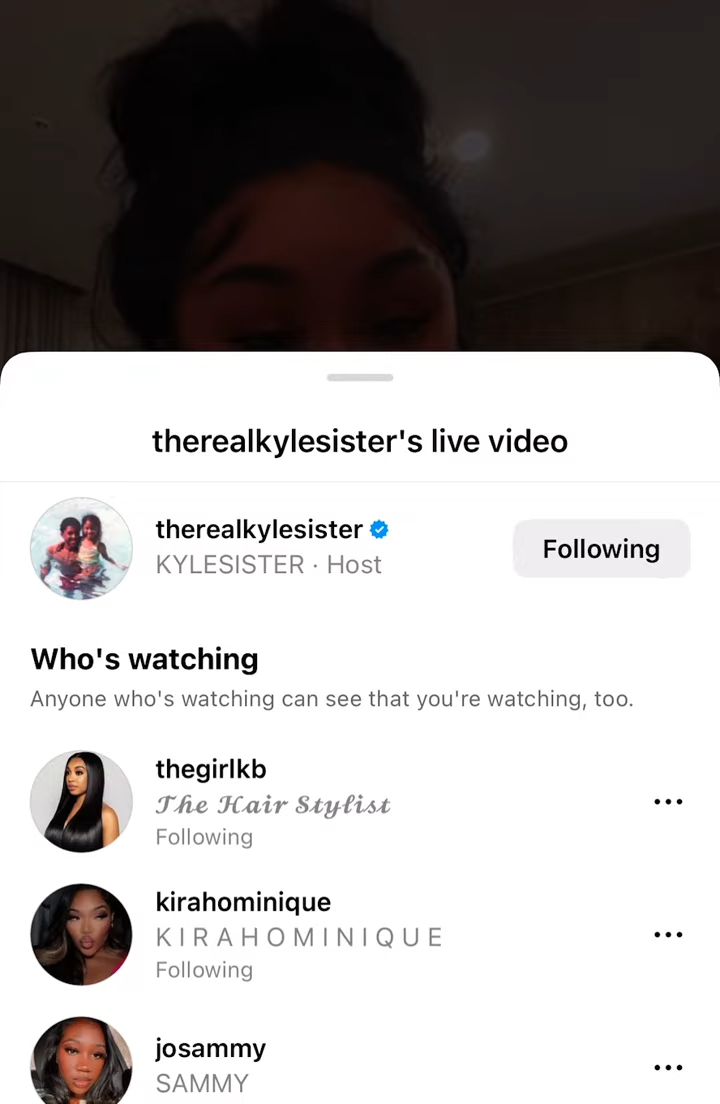 therealkylesister's live video
therealkylesister
KYLESISTER · Host
Following
Who's watching
Anyone who's watching can see that you're watching, too.
thegirlkb
𝓣𝓱𝓮 𝓗𝓪𝓲𝓻 𝓢𝓽𝔂𝓵𝓲𝓼𝓽
Following
kirahominique
K I R A H O M I N I Q U E
Following
josammy
SAMMY